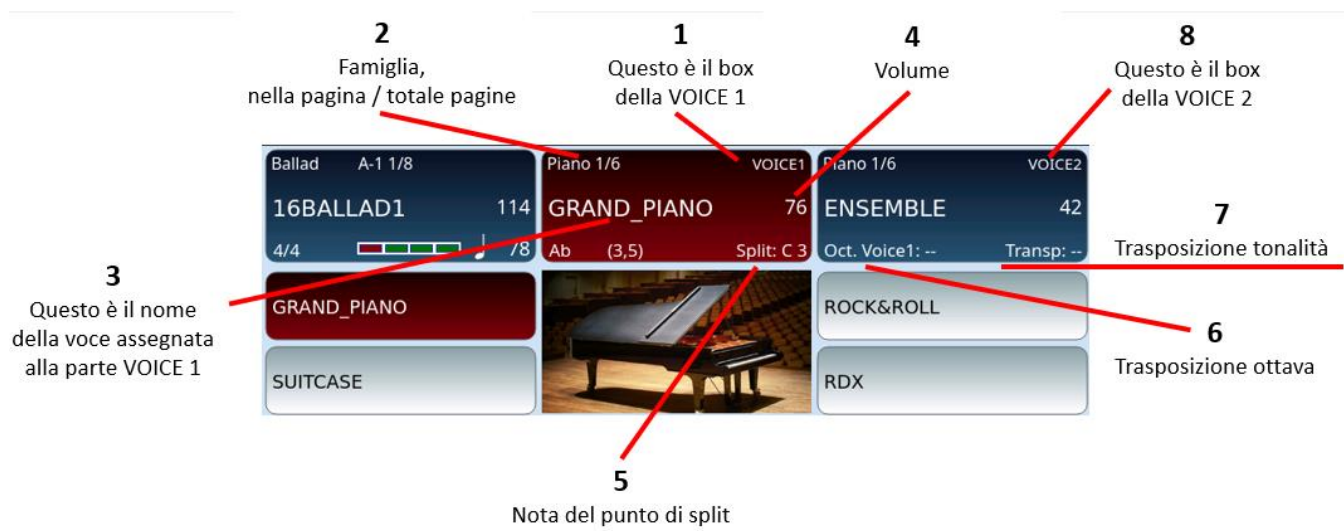 2
Famiglia,
nella pagina / totale pagine
1
Questo è il box
della VOICE 1
4
Volume
8
Questo è il box
della VOICE 2
Ballad A-1 1/8
16BALLAD1 114
4/4 78
Piano 1/6 VOICE1
GRAND_PIANO 76
Ab (3,5) Split: C 3
Piano 1/6 VOICE2
ENSEMBLE 42
Oct. Voice1: -- Transp: --
7
Trasposizione tonalità
3
Questo è il nome
della voce assegnata
alla parte VOICE 1
GRAND_PIANO
SUITCASE
ROCK&ROLL
RDX
6
Trasposizione ottava
5
Nota del punto di split